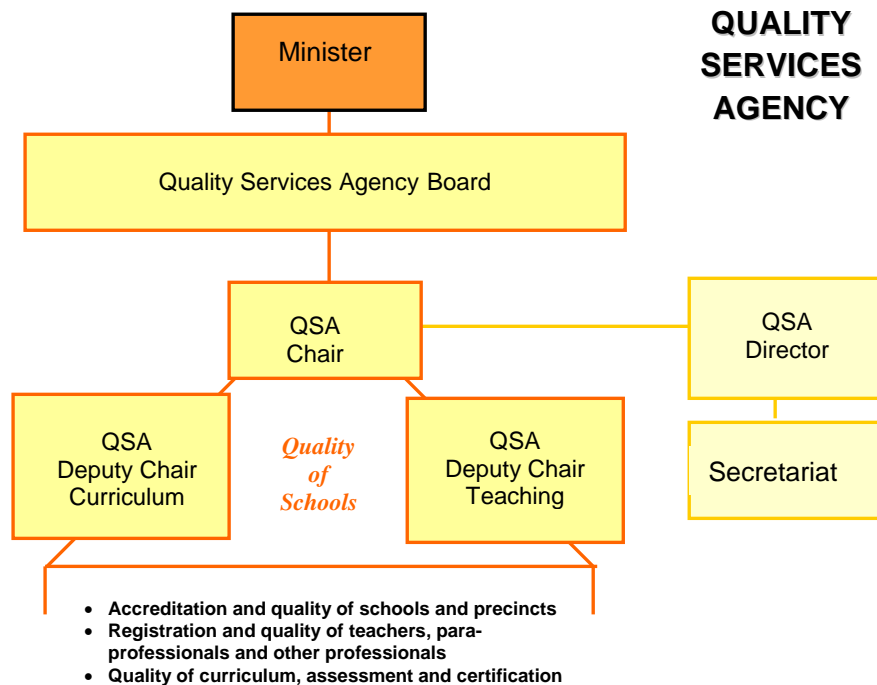 QUALITY
SERVICES
AGENCY
Minister
Quality Services Agency Board
QSA
Chair
QSA
Director
QSA
Deputy Chair
Curriculum
Quality
of
Schools
QSA
Deputy Chair
Teaching
Secretariat
• Accreditation and quality of schools and precincts
• Registration and quality of teachers, para-
professionals and other professionals
• Quality of curriculum, assessment and certification